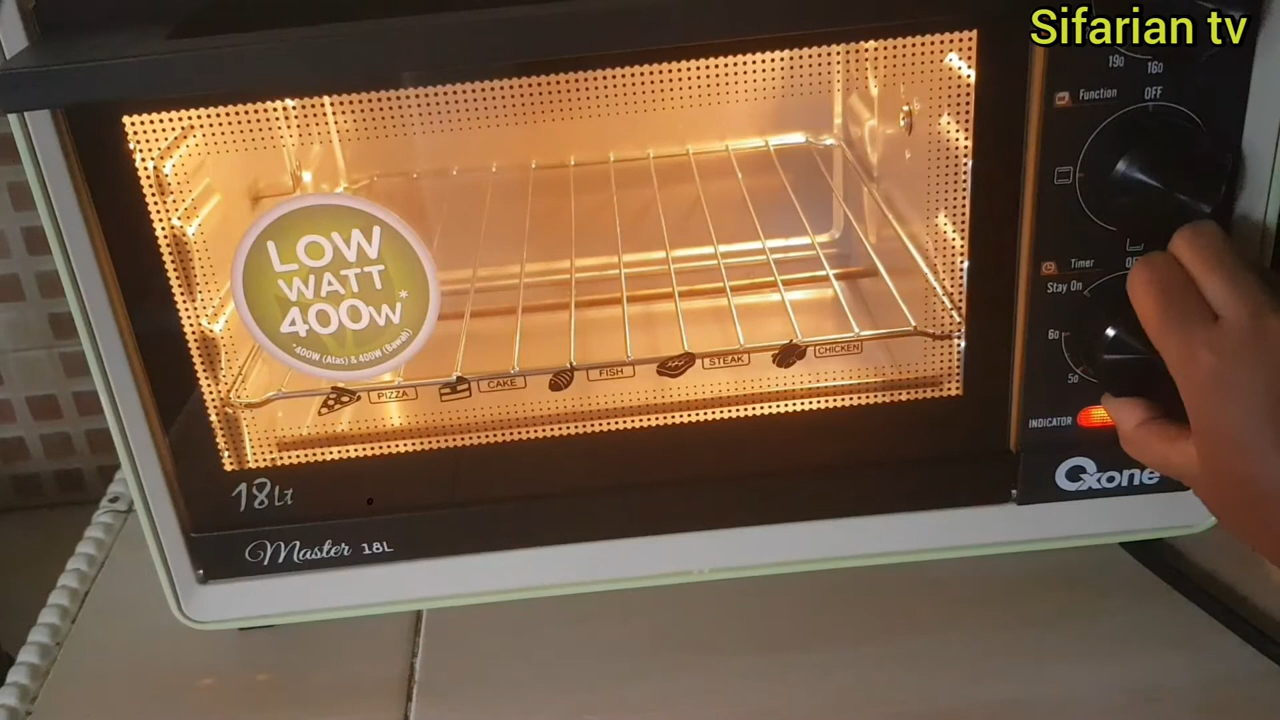 Sifarian tv
190
160
Function
OFF
Timer
Stay On
60
50
INDICATOR
Oxone
LOW
WATT
400W*
*400W (Atas) & 400W (Bawah)
PIZZA
CAKE
FISH
STEAK
CHICKEN
18Lt
Master 18L